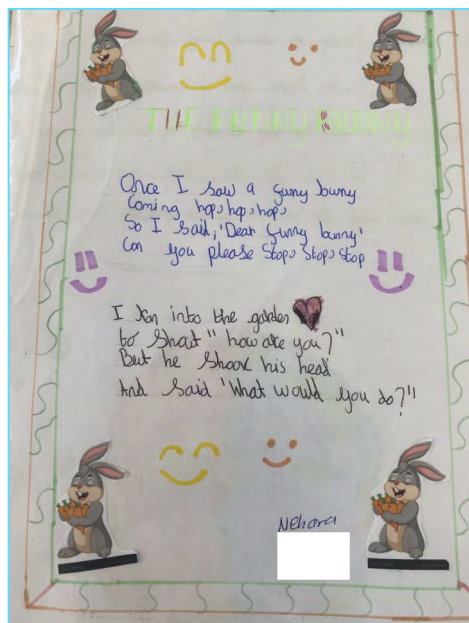 THE FUNNY BUNNY
Once I saw a funny bunny
Coming hop, hop, hop,
So I said, 'Dear funny bunny'
Can you please stop, stop, stop
I ran into the garden
to shout "how are you?"
But he shook his head
And said 'What would you do?"
Nehara